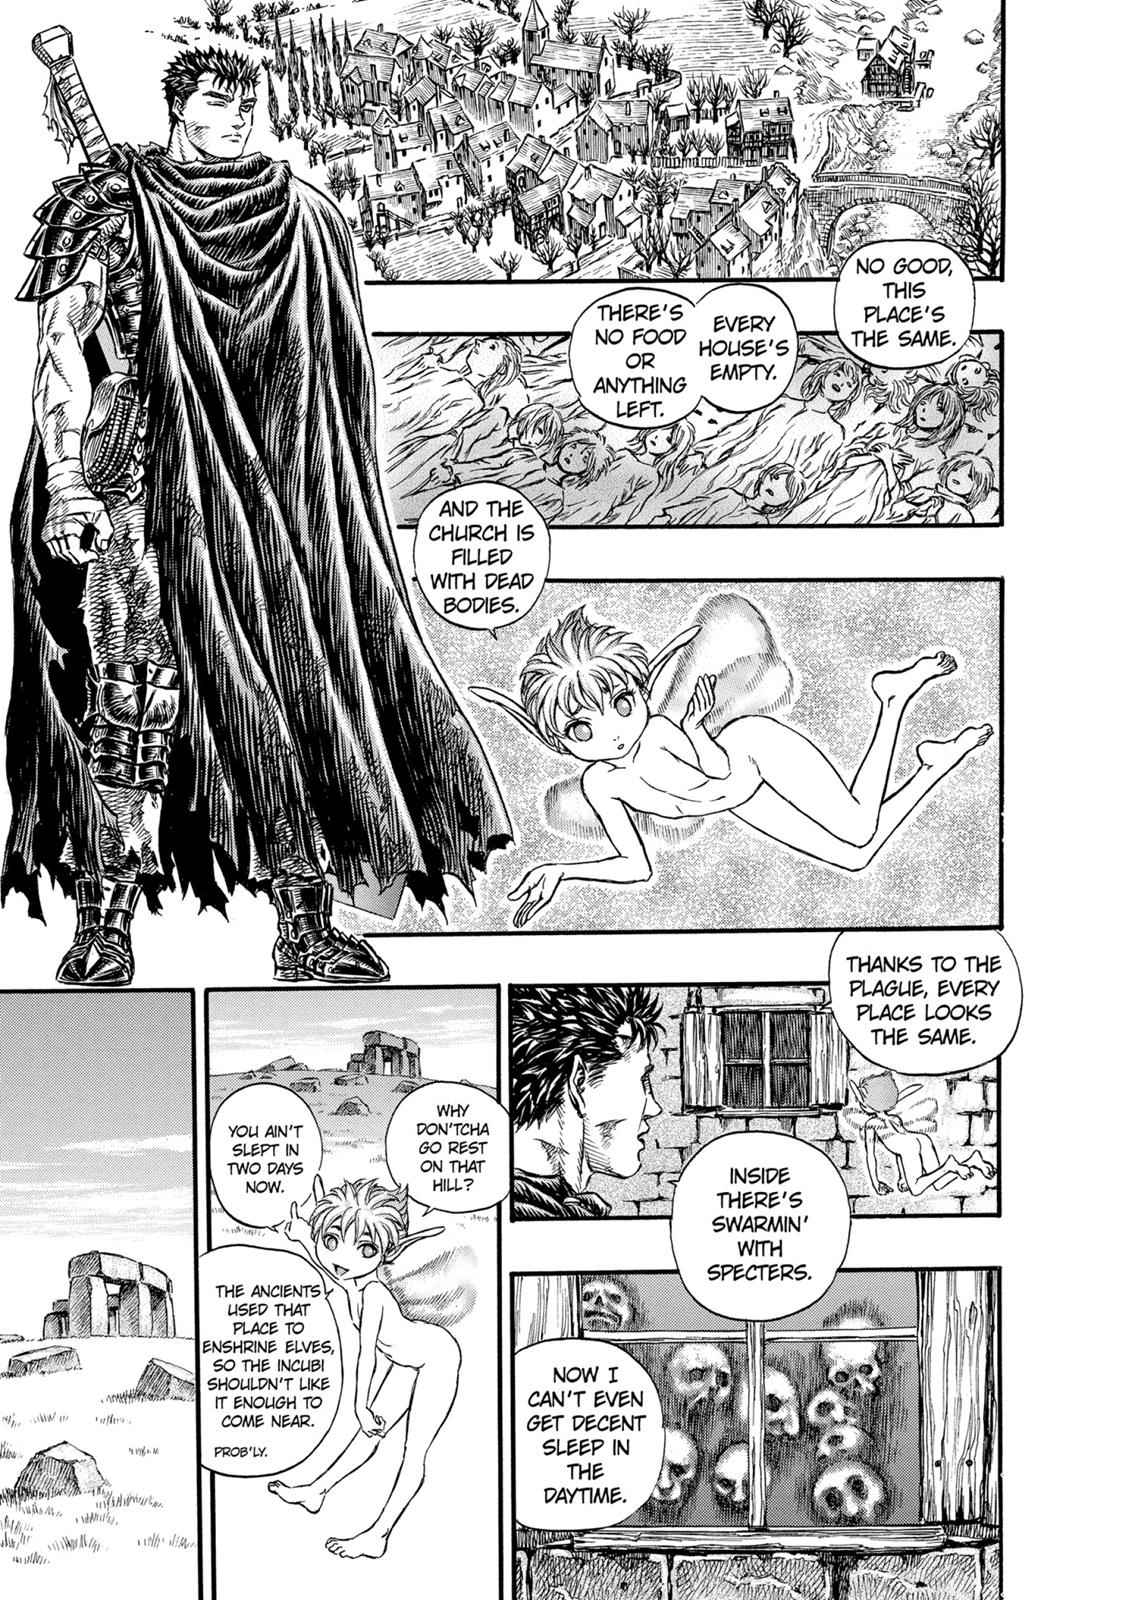 NO GOOD,
THIS
PLACE'S
THE SAME.
EVERY
HOUSE'S
EMPTY.
THERE'S
NO FOOD
OR
ANYTHING
LEFT.
AND THE
CHURCH IS
FILLED
WITH DEAD
BODIES.
THANKS TO THE
PLAGUE, EVERY
PLACE LOOKS
THE SAME.
INSIDE
THERE'S
SWARMIN'
WITH
SPECTERS.
NOW I
CAN'T EVEN
GET DECENT
SLEEP IN
THE
DAYTIME.
WHY
DON'TCHA
GO REST
ON THAT
HILL?
YOU AIN'T
SLEPT IN
TWO DAYS
NOW.
THE ANCIENTS
USED THAT
PLACE TO
ENSHRINE ELVES,
SO THE INCUBI
SHOULDN'T LIKE
IT ENOUGH TO
COME NEAR.
PROB'LY.